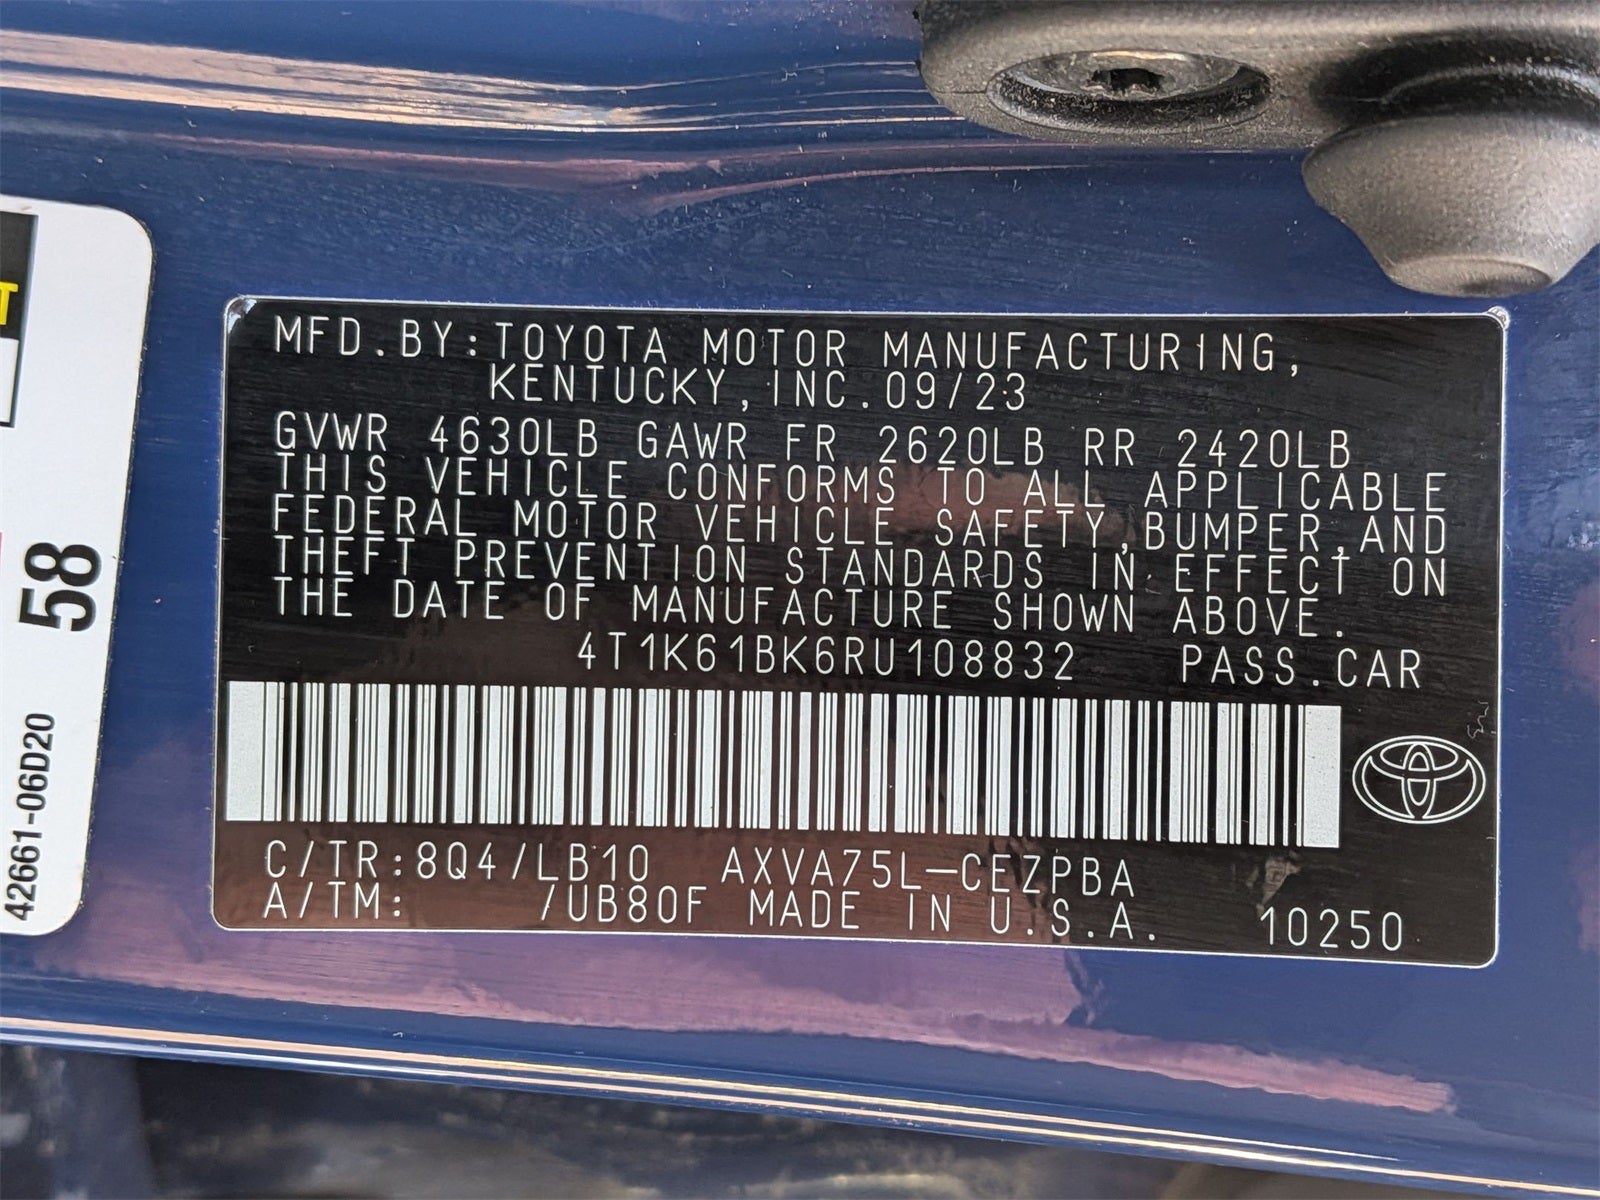 T
58
42661-06D20
MFD.BY:TOYOTA MOTOR MANUFACTURING,
KENTUCKY,INC.09/23
GVWR 4630LB GAWR FR 2620LB RR 2420LB
THIS VEHICLE CONFORMS TO ALL APPLICABLE
FEDERAL MOTOR VEHICLE SAFETY,BUMPER,AND
THEFT PREVENTION STANDARDS IN EFFECT ON
THE DATE OF MANUFACTURE SHOWN ABOVE.
4T1K61BK6RU108832 PASS.CAR
C/TR:8Q4/LB10 AXVA75L-CEZPBA
A/TM: /UB80F MADE IN U.S.A. 10250